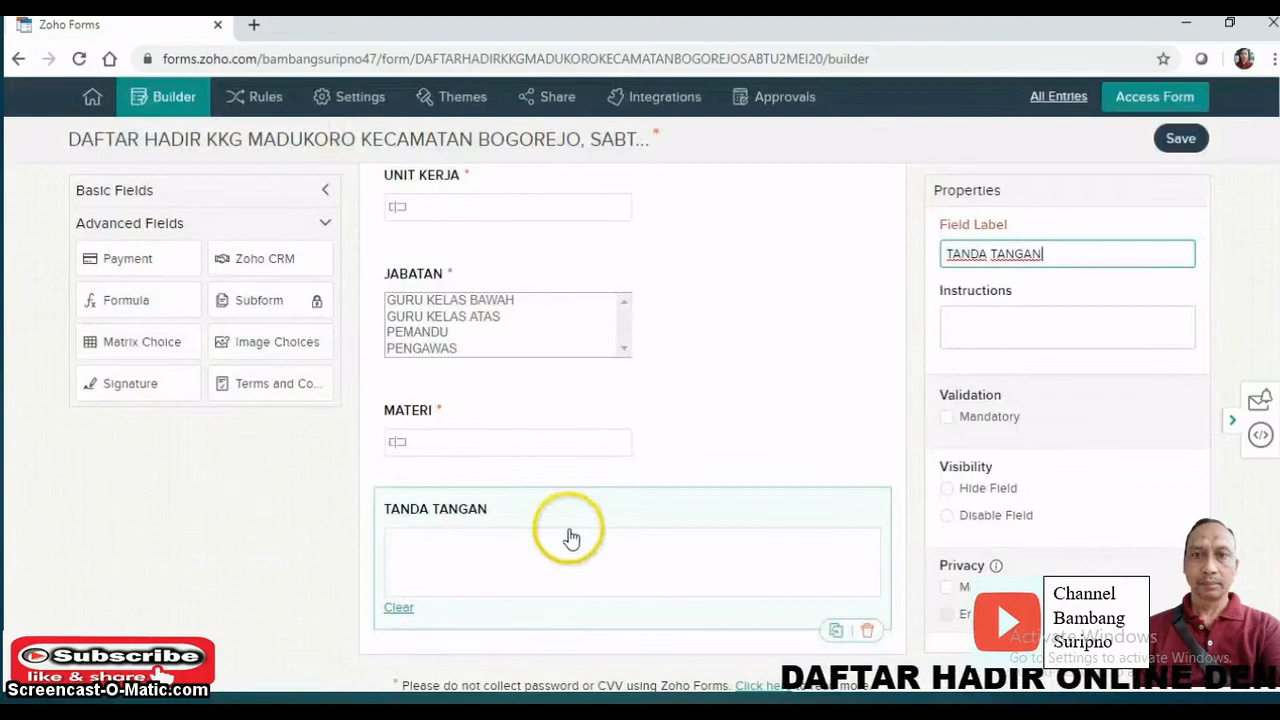 Zoho Forms
forms.zoho.com/bambangsuripno47/form/DAFTARHADIRKKGMADUKOROKECAMATANBOGOREJOSABTU2MEI20/builder
Builder
Rules
Settings
Themes
Share
Integrations
Approvals
All Entries
Access Form
DAFTAR HADIR KKG MADUKORO KECAMATAN BOGOREJO, SABT... *
Save
Basic Fields
Advanced Fields
Payment
Zoho CRM
Formula
Subform
Matrix Choice
Image Choices
Signature
Terms and Co...
UNIT KERJA *
JABATAN *
GURU KELAS BAWAH
GURU KELAS ATAS
PEMANDU
PENGAWAS
MATERI *
TANDA TANGAN
Clear
* Please do not collect password or CVV using Zoho Forms.
Properties
Field Label
TANDA TANGAN
Instructions
Validation
Mandatory
Visibility
Hide Field
Disable Field
Privacy
Channel
Bambang
Suripno
Activate Windows
Go to Settings to activate Windows.
Subscribe
like & share
Screencast-O-Matic.com
DAFTAR HADIR ONLINE DEN